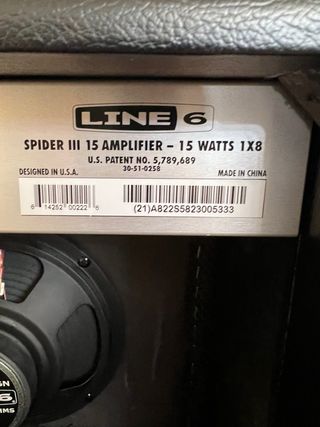 LINE 6
SPIDER III 15 AMPLIFIER – 15 WATTS 1X8
U.S. PATENT NO. 5,789,689
30-51-0258
DESIGNED IN U.S.A.
MADE IN CHINA
6 14252 00222 6
(21)A822S5823005333